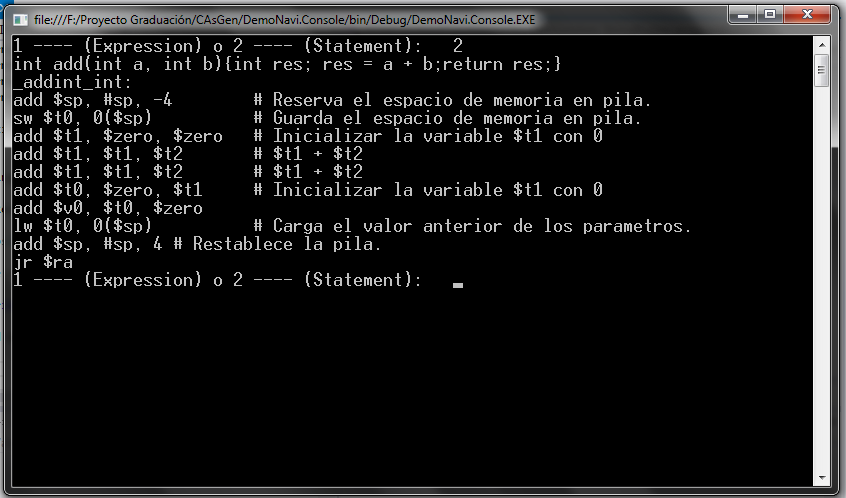 file:///F:/Proyecto Graduación/CAsGen/DemoNavi.Console/bin/Debug/DemoNavi.Console.EXE
1 ---- (Expression) o 2 ---- (Statement):   2
int add(int a, int b){int res; res = a + b;return res;}
_addint_int:
add $sp, #sp, -4        # Reserva el espacio de memoria en pila.
sw $t0, 0($sp)          # Guarda el espacio de memoria en pila.
add $t1, $zero, $zero   # Inicializar la variable $t1 con 0
add $t1, $t1, $t2       # $t1 + $t2
add $t1, $t1, $t2       # $t1 + $t2
add $t0, $zero, $t1     # Inicializar la variable $t1 con 0
add $v0, $t0, $zero
lw $t0, 0($sp)          # Carga el valor anterior de los parametros.
add $sp, #sp, 4 # Restablece la pila.
jr $ra
1 ---- (Expression) o 2 ---- (Statement):